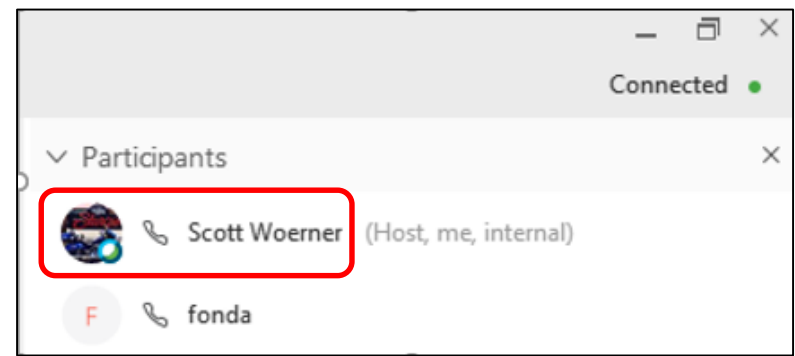 Connected
Participants
Scott Woerner (Host, me, internal)
F fonda